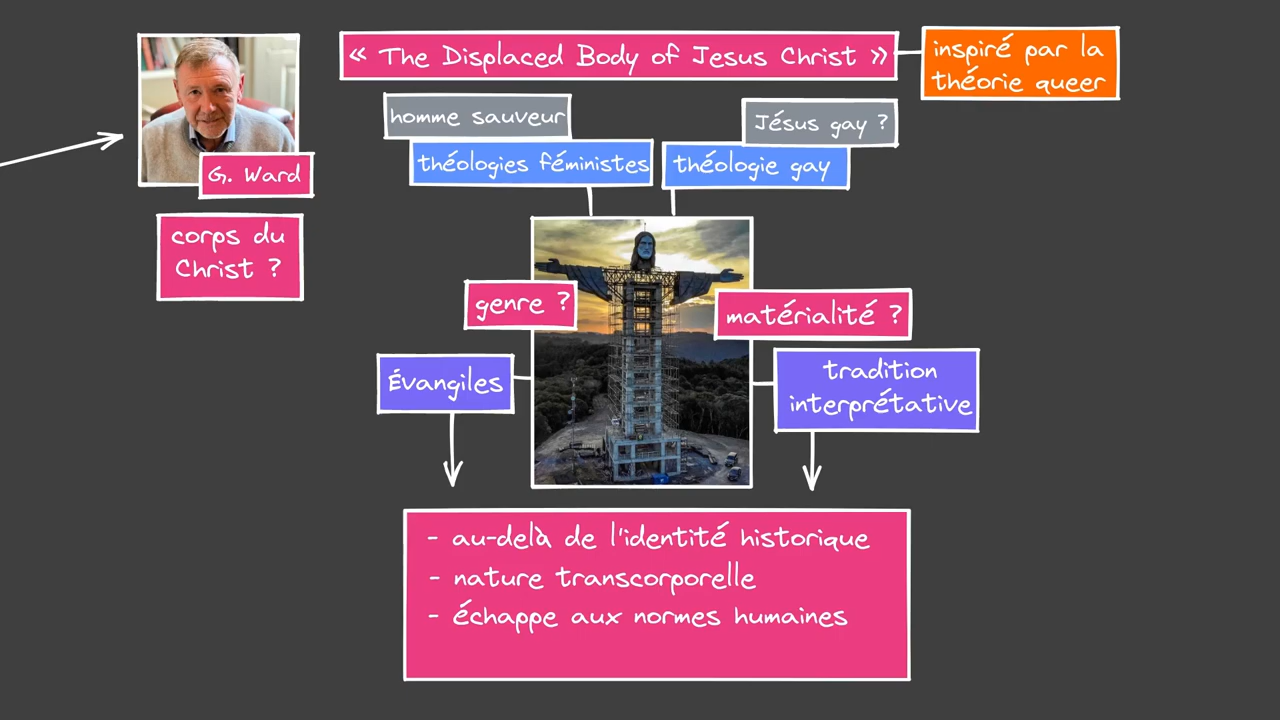 « The Displaced Body of Jesus Christ »
inspiré par la
théorie queer
homme sauveur
Jésus gay ?
théologies féministes
théologie gay
G. Ward
corps du
Christ ?
genre ?
matérialité ?
Évangiles
tradition
interprétative
- au-delà de l'identité historique
- nature transcorporelle
- échappe aux normes humaines